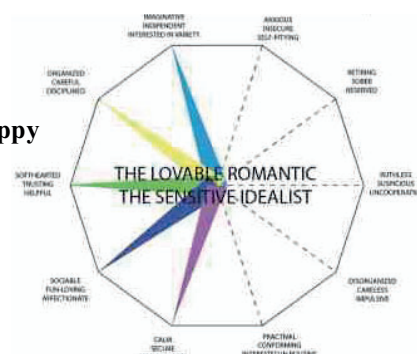 IMAGINATIVE
INDEPENDENT
INTERESTED IN VARIETY
ANXIOUS
INSECURE
SELF-PITYING
ORGANIZED
CAREFUL
DISCIPLINED
RETIRING
SOBER
RESERVED
ppy
SOFTHEARTED
TRUSTING
HELPFUL
THE LOVABLE ROMANTIC
THE SENSITIVE IDEALIST
RUTHLESS
SUSPICIOUS
UNCOOPERATI
SOCIABLE
FUN-LOVING
AFFECTIONATE
DISORGANIZED
CARELESS
IMPULSIVE
CALM
SECURE
PRACTICAL
CONFORMING